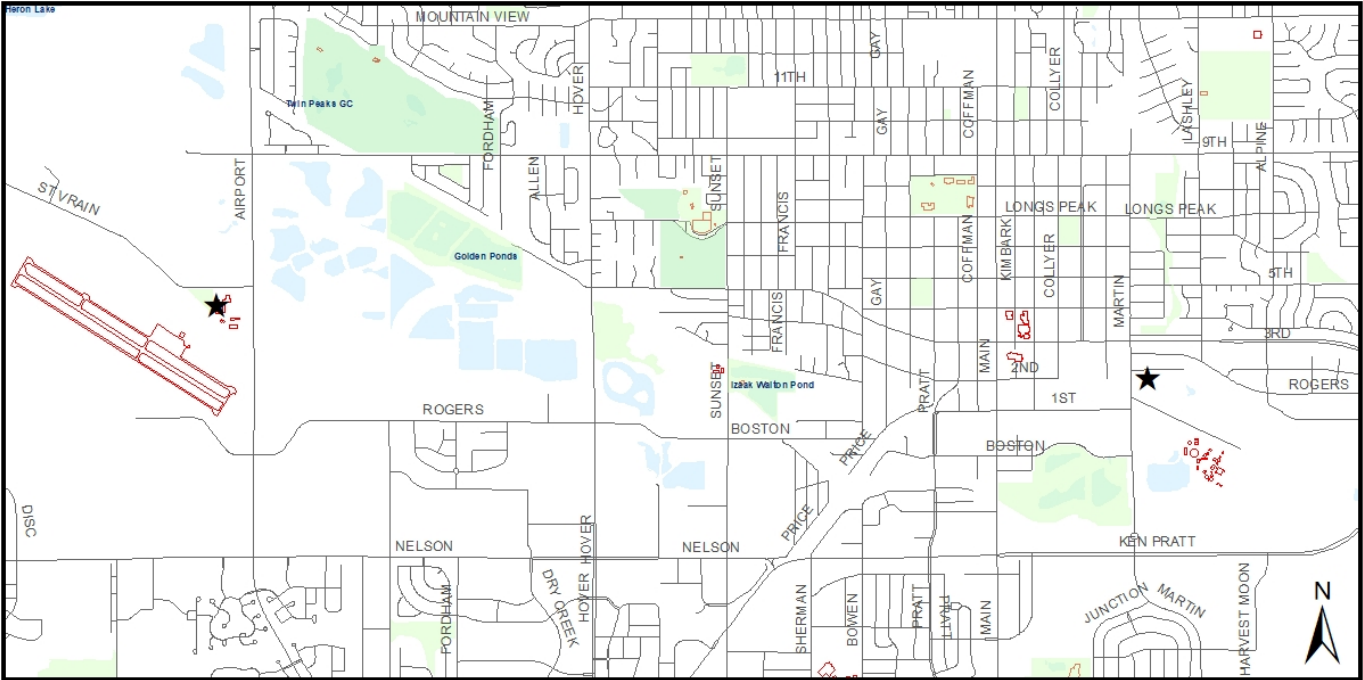 Heron Lake
MOUNTAIN VIEW
GAY
COLLYER
HOVER
11TH
COFFMAN
LASHLEY
Twin Peaks GC
FORDHAM
GAY
9TH
ALPINE
AIRPORT
ALLEN
SUNSET
ST VRAIN
FRANCIS
LONGS PEAK
LONGS PEAK
COFFMAN
KIMBARK
COLLYER
Golden Ponds
5TH
GAY
MARTIN
FRANCIS
3RD
MAIN
2ND
SUNSET
Izaak Walton Pond
PRATT
ROGERS
1ST
ROGERS
BOSTON
PRICE
BOSTON
DISC
PRICE
HOVER
NELSON
NELSON
KEN PRATT
HOVER
DRY CREEK
FORDHAM
SHERMAN
BOWEN
PRATT
PRATT
MAIN
JUNCTION
MARTIN
HARVEST MOON
N